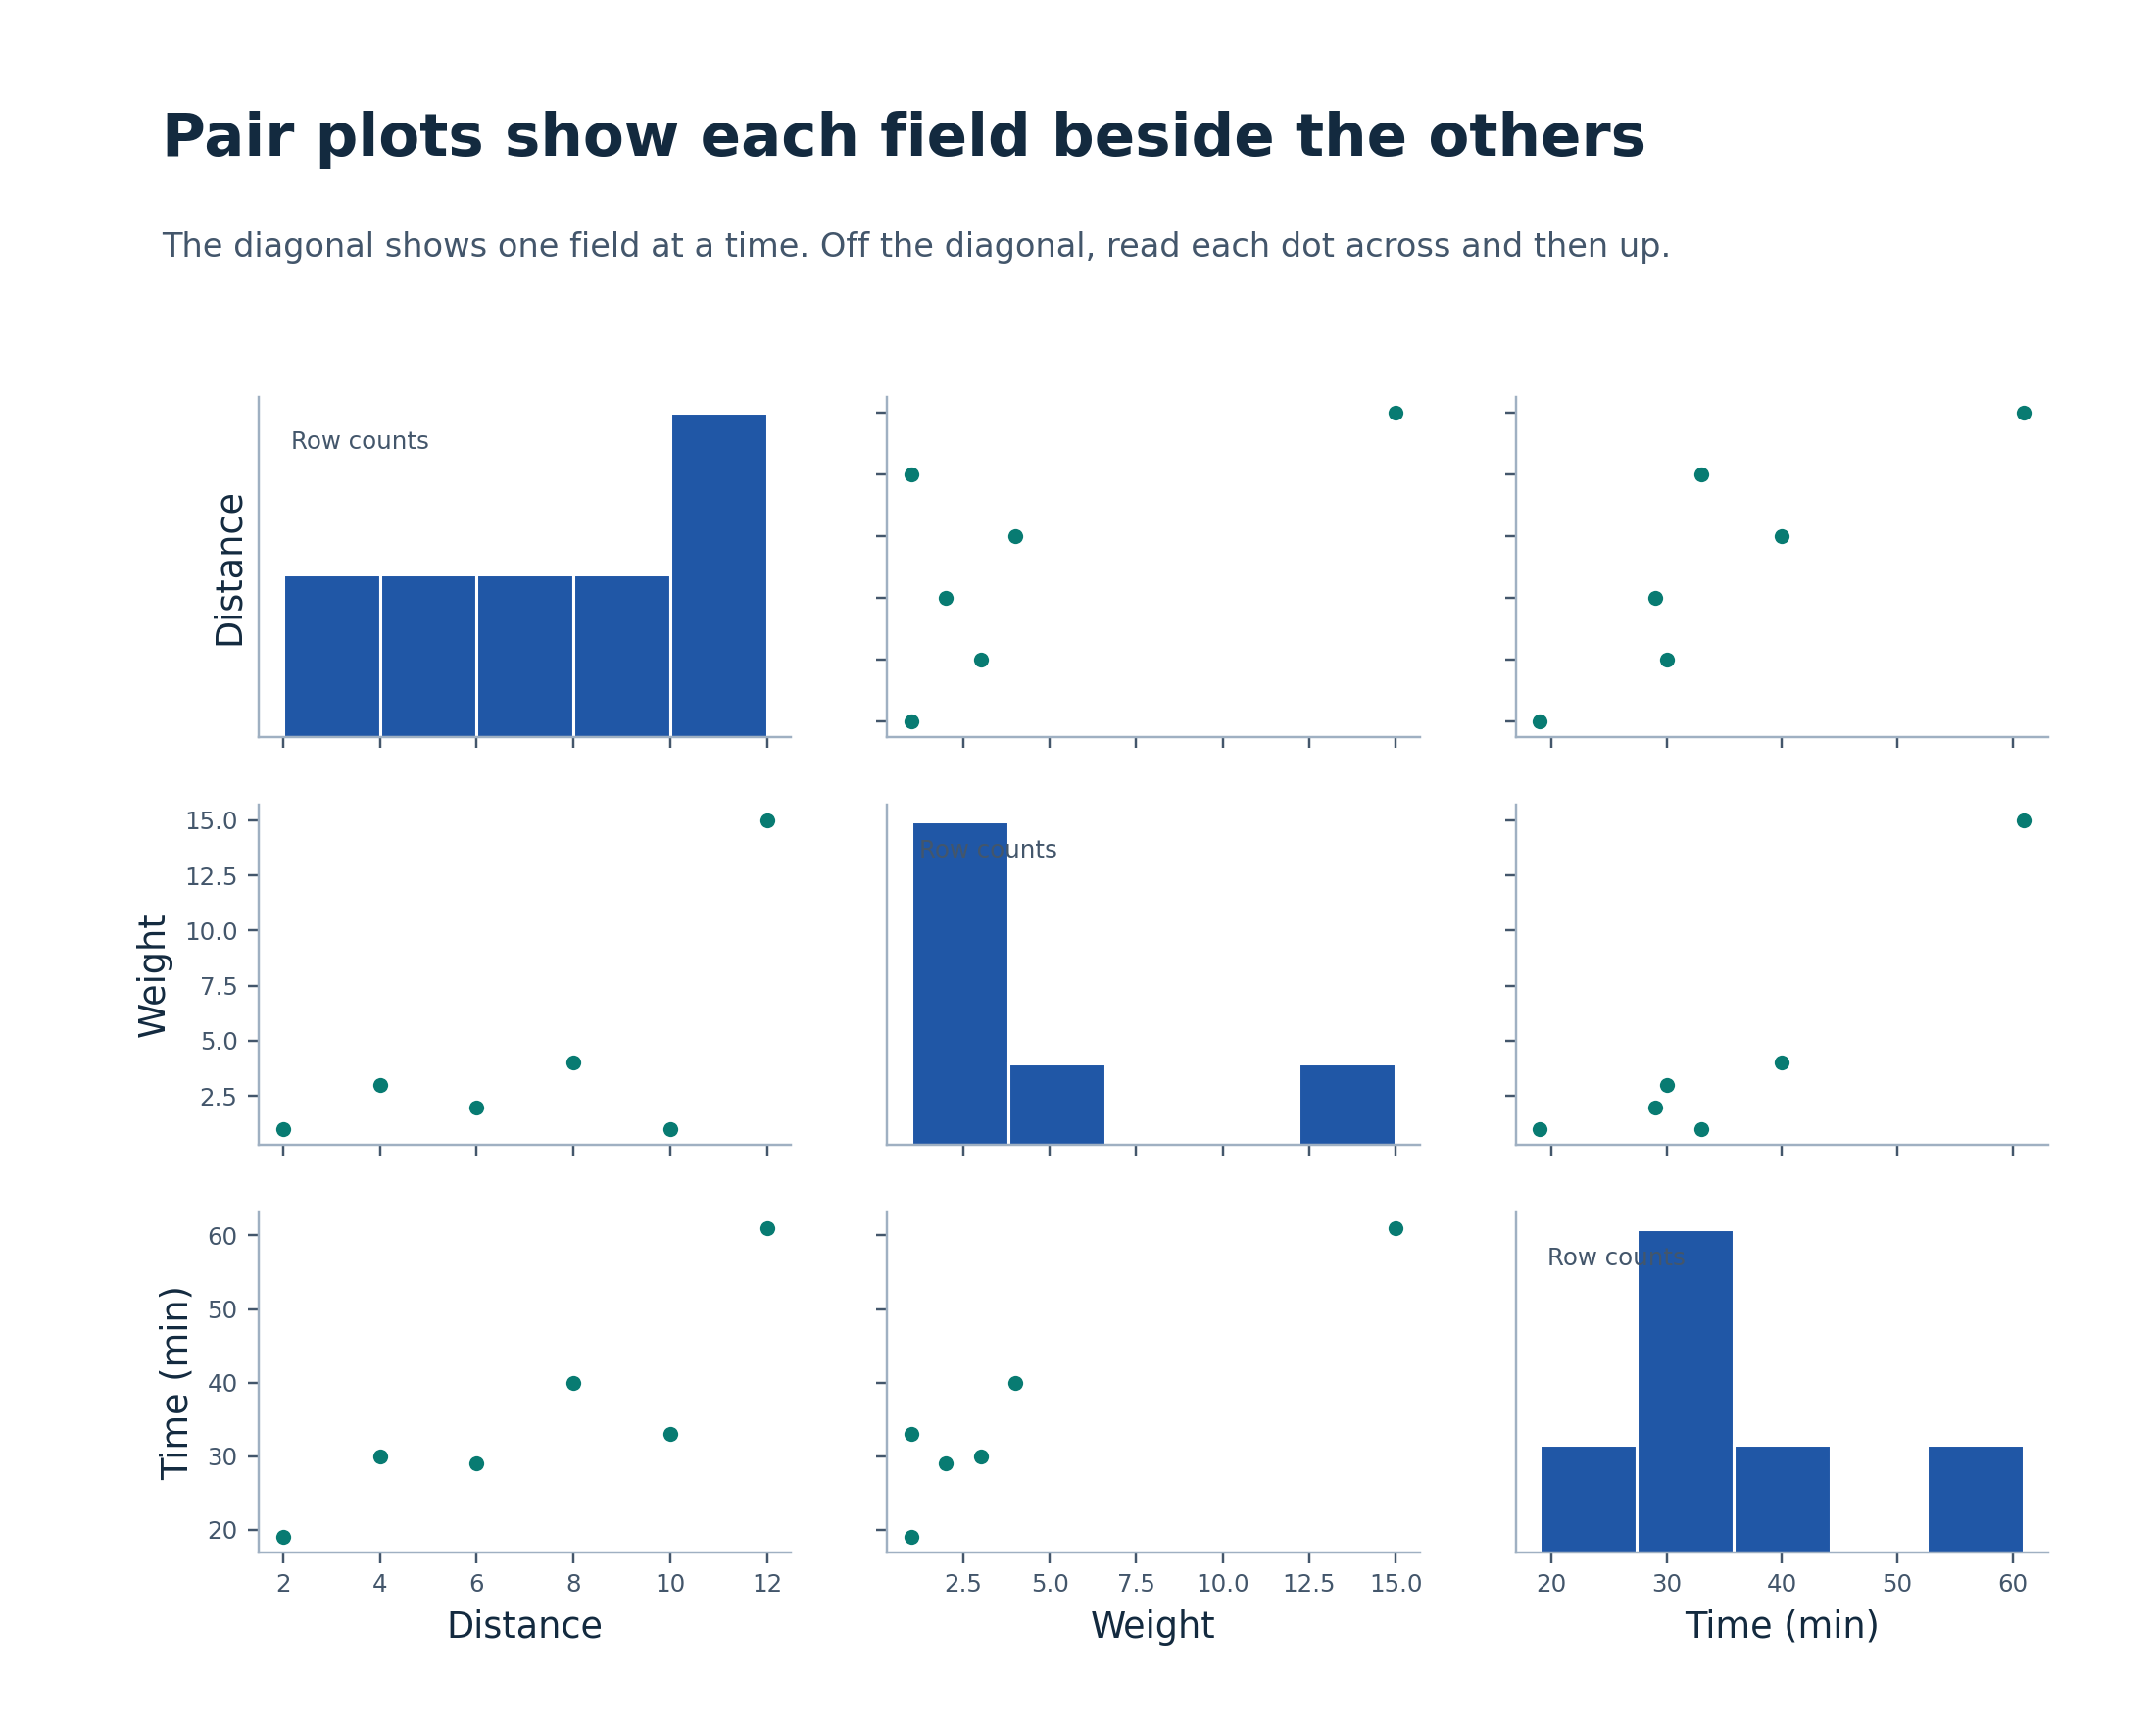 Pair plots show each field beside the others
The diagonal shows one field at a time. Off the diagonal, read each dot across and then up.
Row counts
Distance
15.0
12.5
10.0
7.5
5.0
2.5
Weight
Row counts
60
50
40
30
20
Time (min)
Row counts
2 4 6 8 10 12
2.5 5.0 7.5 10.0 12.5 15.0
20 30 40 50 60
Distance
Weight
Time (min)